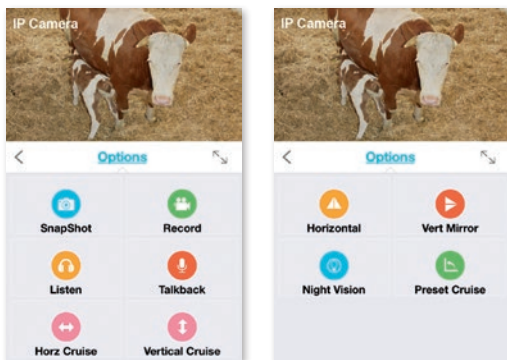 IP Camera
Options
SnapShot
Record
Listen
Talkback
Horz Cruise
Vertical Cruise
IP Camera
Options
Horizontal
Vert Mirror
Night Vision
Preset Cruise